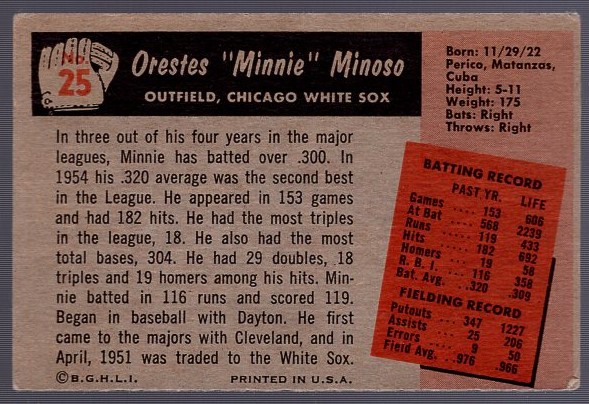 No.
25
Orestes "Minnie" Minoso
OUTFIELD, CHICAGO WHITE SOX
Born: 11/29/22
Perico, Matanzas,
Cuba
Height: 5-11
Weight: 175
Bats: Right
Throws: Right
In three out of his four years in the major
leagues, Minnie has batted over .300. In
1954 his .320 average was the second best
in the League. He appeared in 153 games
and had 182 hits. He had the most triples
in the league, 18. He also had the most
total bases, 304. He had 29 doubles, 18
triples and 19 homers among his hits. Min-
nie batted in 116 runs and scored 119.
Began in baseball with Dayton. He first
came to the majors with Cleveland, and in
April, 1951 was traded to the White Sox.
BATTING RECORD
PAST YR. LIFE
Games .... 153 606
At Bat .... 568 2239
Runs .... 119 433
Hits .... 182 692
Homers .... 19 58
R. B. I. .... 116 358
Bat. Avg. .... .320 .309
FIELDING RECORD
Putouts .... 347 1227
Assists .... 25 206
Errors .... 9 50
Field Avg. .. .976 .966
© B.G.H.L.I. PRINTED IN U.S.A.